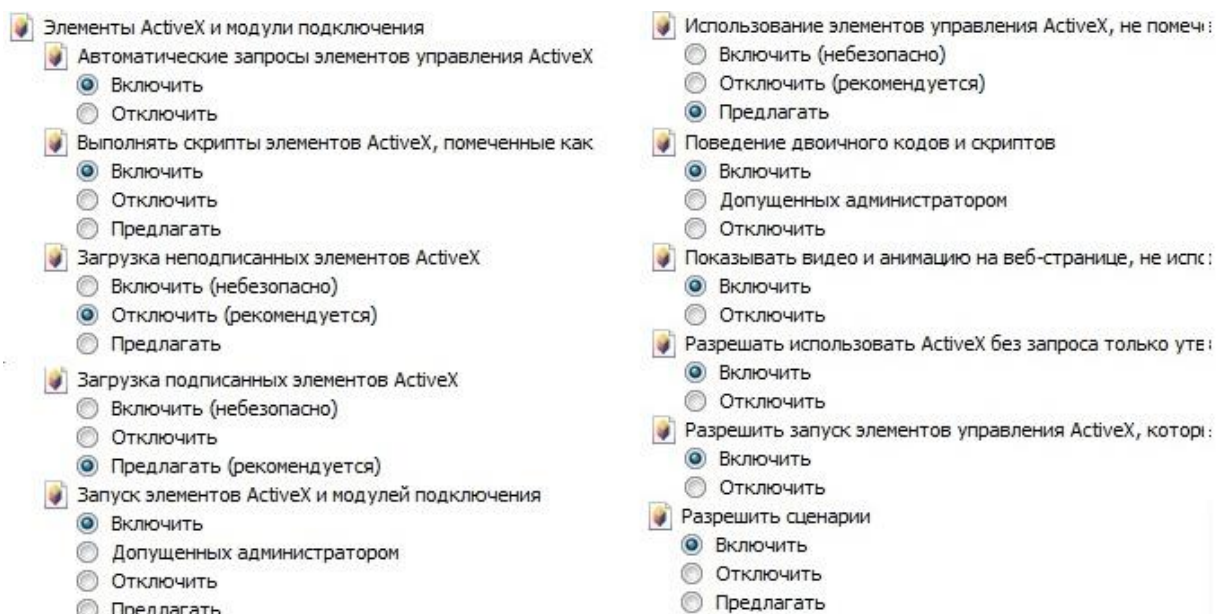 Элементы ActiveX и модули подключения
Автоматические запросы элементов управления ActiveX
Включить
Отключить
Выполнять скрипты элементов ActiveX, помеченные как
Включить
Отключить
Предлагать
Загрузка неподписанных элементов ActiveX
Включить (небезопасно)
Отключить (рекомендуется)
Предлагать
Загрузка подписанных элементов ActiveX
Включить (небезопасно)
Отключить
Предлагать (рекомендуется)
Запуск элементов ActiveX и модулей подключения
Включить
Допущенных администратором
Отключить
Предлагать
Использование элементов управления ActiveX, не помеч
Включить (небезопасно)
Отключить (рекомендуется)
Предлагать
Поведение двоичного кодов и скриптов
Включить
Допущенных администратором
Отключить
Показывать видео и анимацию на веб-странице, не испс
Включить
Отключить
Разрешать использовать ActiveX без запроса только утв
Включить
Отключить
Разрешить запуск элементов управления ActiveX, котор
Включить
Отключить
Разрешить сценарии
Включить
Отключить
Предлагать